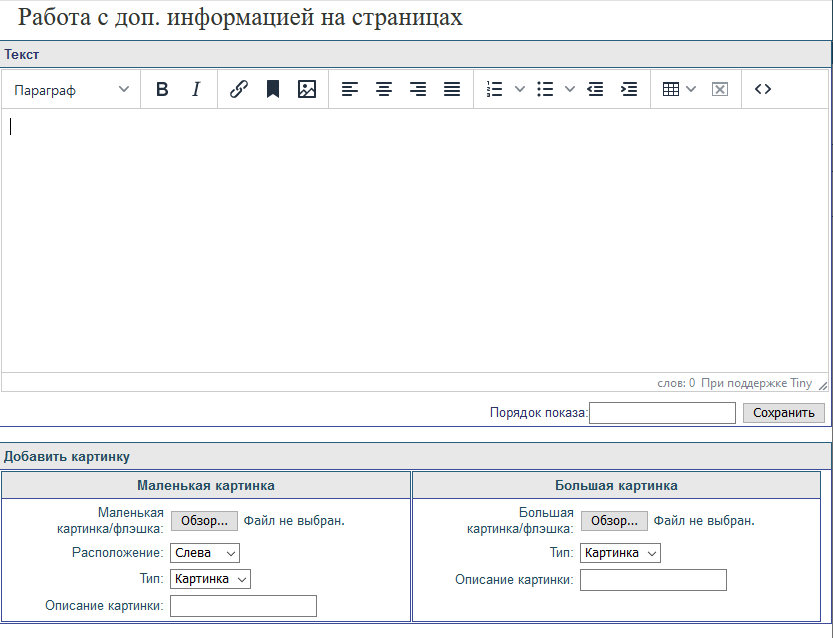 Работа с доп. информацией на страницах
Текст
Параграф B I
слов: 0 При поддержке Tiny
Порядок показа: Сохранить
Добавить картинку
Маленькая картинка
Маленькая картинка/флэшка: Обзор... Файл не выбран.
Расположение: Слева
Тип: Картинка
Описание картинки:
Большая картинка
Большая картинка/флэшка: Обзор... Файл не выбран.
Тип: Картинка
Описание картинки: